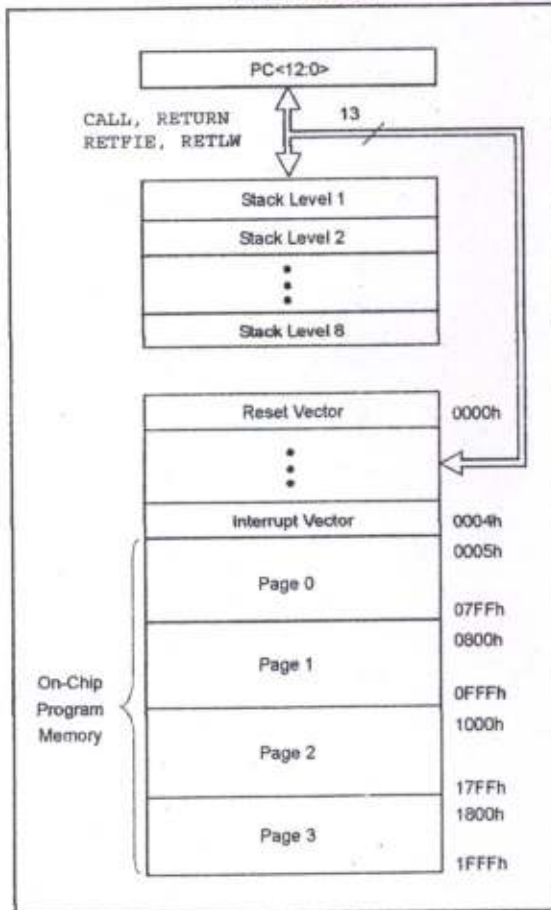 PC<12:0>
CALL, RETURN
RETFIE, RETLW
13
Stack Level 1
Stack Level 2
Stack Level 8
Reset Vector
0000h
Interrupt Vector
0004h
0005h
Page 0
07FFh
0800h
Page 1
0FFFh
On-Chip
Program
Memory
1000h
Page 2
17FFh
1800h
Page 3
1FFFh